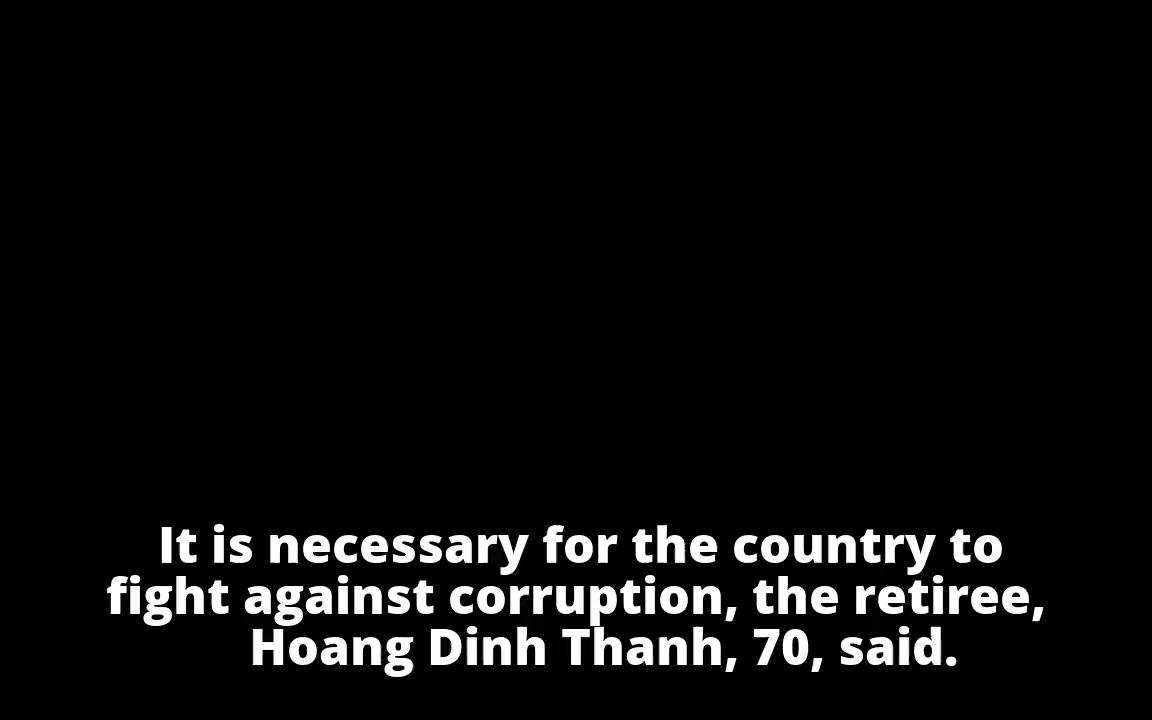 It is necessary for the country to
fight against corruption, the retiree,
Hoang Dinh Thanh, 70, said.